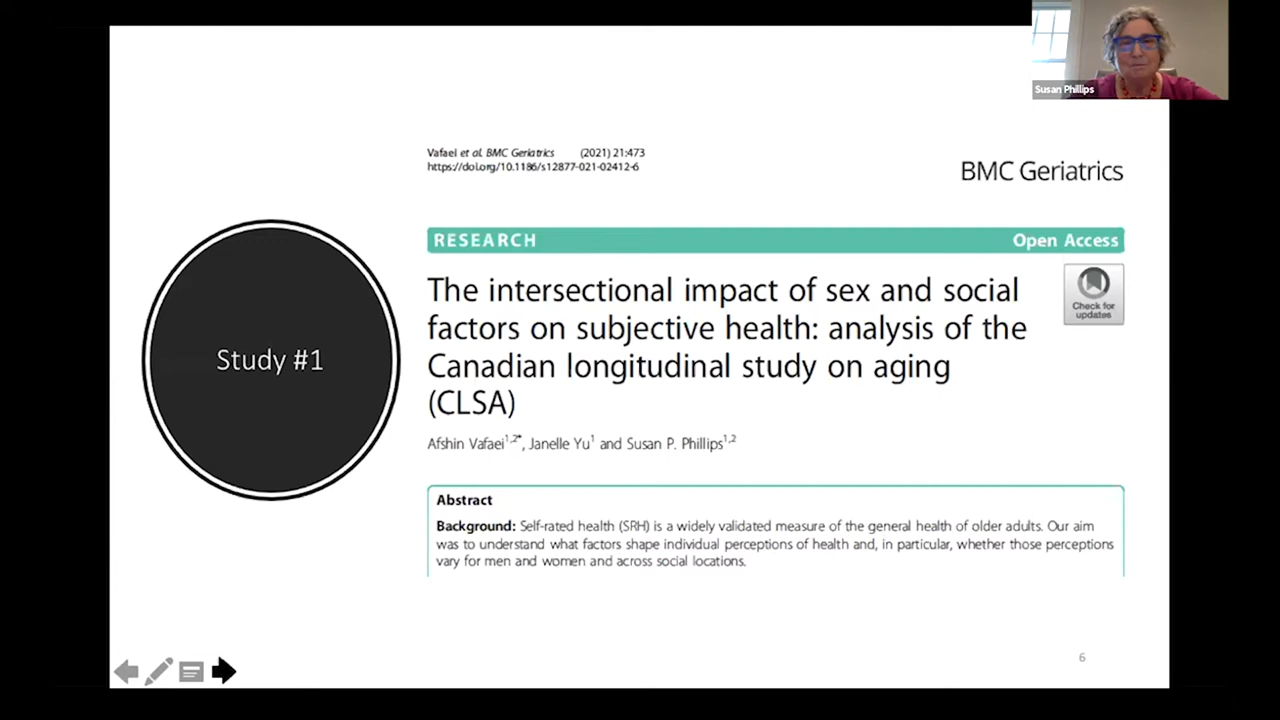 Susan Phillips
Vafaei et al. BMC Geriatrics (2021) 21:473
https://doi.org/10.1186/s12877-021-02412-6
BMC Geriatrics
RESEARCH Open Access
The intersectional impact of sex and social
factors on subjective health: analysis of the
Canadian longitudinal study on aging
(CLSA)
Check for
updates
Afshin Vafaei1,2*, Janelle Yu1 and Susan P. Phillips1,2
Study #1
Abstract
Background: Self-rated health (SRH) is a widely validated measure of the general health of older adults. Our aim
was to understand what factors shape individual perceptions of health and, in particular, whether those perceptions
vary for men and women and across social locations.
6